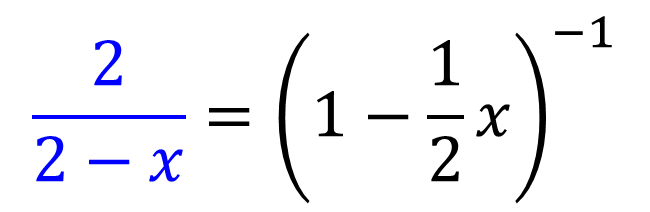 2/(2 − x) = (1 − 1/2 x)⁻¹